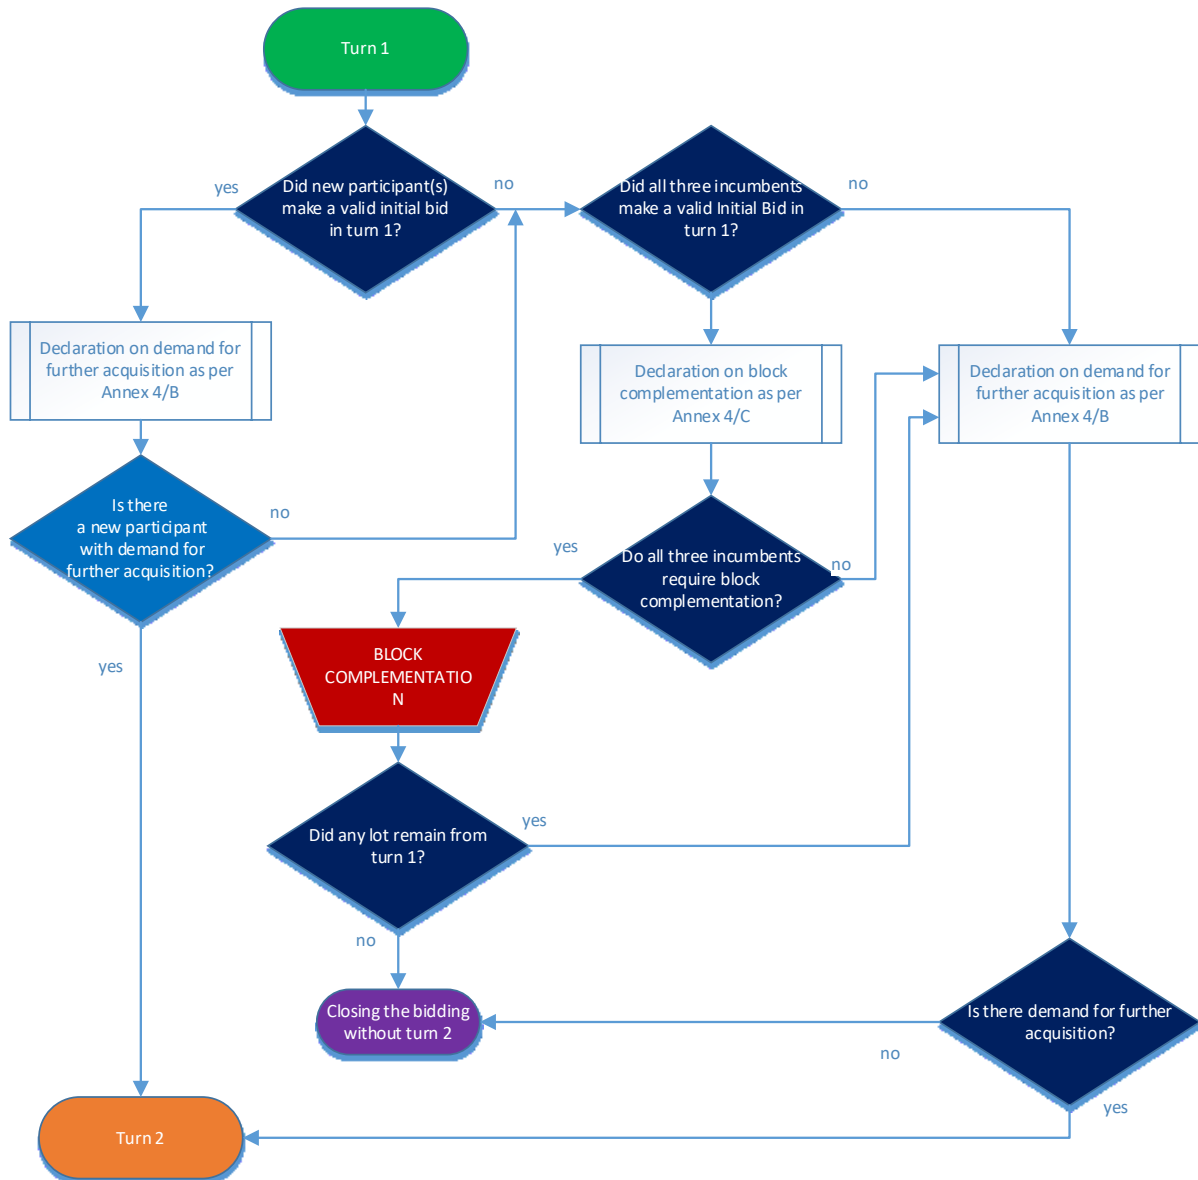 Turn 1
yes
Did new participant(s)
make a valid initial bid
in turn 1?
no
Did all three incumbents
make a valid Initial Bid in
turn 1?
no
Declaration on demand for
further acquisition as per
Annex 4/B
Declaration on block
complementation as per
Annex 4/C
Declaration on demand for
further acquisition as per
Annex 4/B
Is there
a new participant
with demand for
further acquisition?
no
yes
yes
Do all three incumbents
require block
complementation?
no
BLOCK
COMPLEMENTATIO
N
Did any lot remain from
turn 1?
yes
no
Closing the bidding
without turn 2
Is there demand for further
acquisition?
no
yes
Turn 2